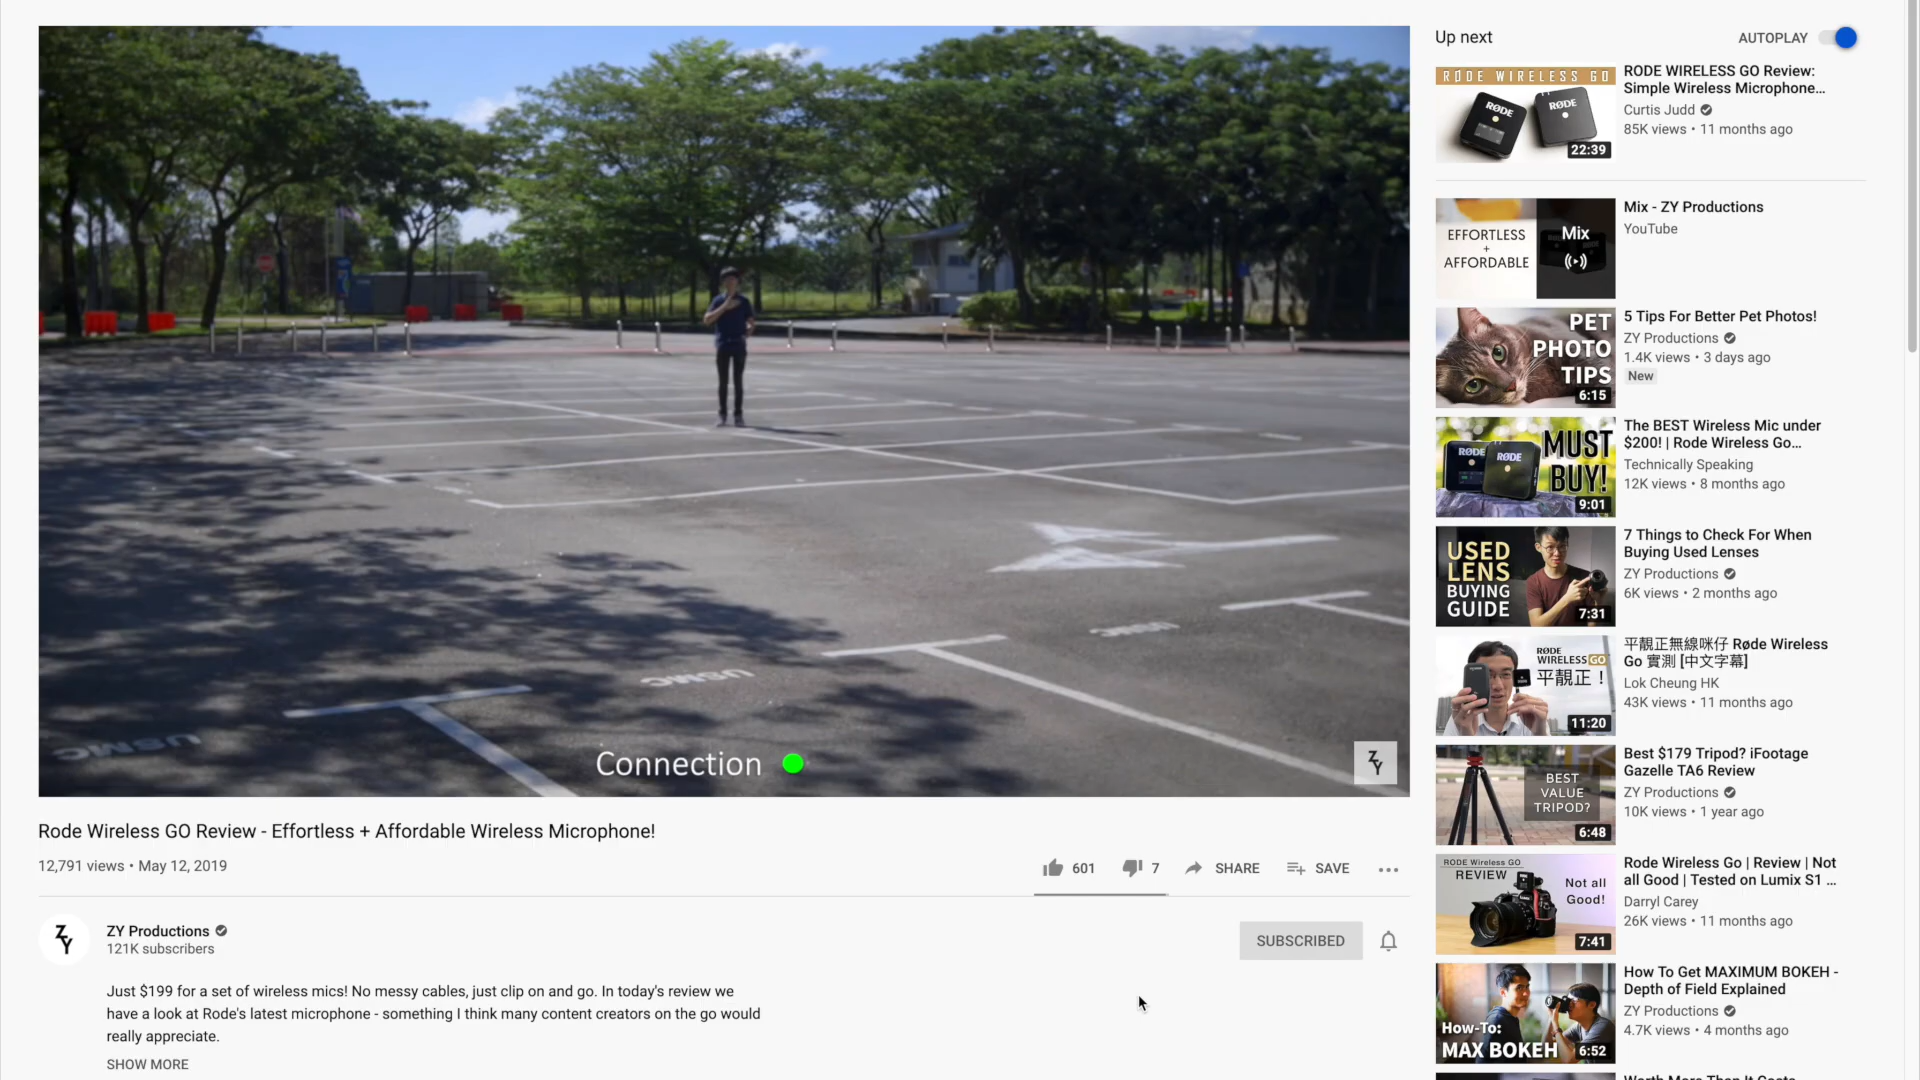 USMC
USMC
USMC
Connection
ZY
Rode Wireless GO Review - Effortless + Affordable Wireless Microphone!
12,791 views • May 12, 2019
601
7
SHARE
SAVE
ZY
ZY Productions
121K subscribers
SUBSCRIBED
Just $199 for a set of wireless mics! No messy cables, just clip on and go. In today's review we
have a look at Rode's latest microphone - something I think many content creators on the go would
really appreciate.
SHOW MORE
Up next
AUTOPLAY
RØDE WIRELESS GO
RØDE
RØDE
22:39
RODE WIRELESS GO Review:
Simple Wireless Microphone...
Curtis Judd
85K views • 11 months ago
EFFORTLESS
+
AFFORDABLE
Mix
Mix - ZY Productions
YouTube
PET
PHOTO
TIPS
6:15
5 Tips For Better Pet Photos!
ZY Productions
1.4K views • 3 days ago
New
RØDE
RØDE
MUST
BUY!
9:01
The BEST Wireless Mic under
$200! | Rode Wireless Go...
Technically Speaking
12K views • 8 months ago
USED
LENS
BUYING
GUIDE
7:31
7 Things to Check For When
Buying Used Lenses
ZY Productions
6K views • 2 months ago
RØDE
WIRELESS GO
平靚正！
11:20
平靚正無線咪仔 Røde Wireless
Go 實測 [中文字幕]
Lok Cheung HK
43K views • 11 months ago
BEST
VALUE
TRIPOD?
6:48
Best $179 Tripod? iFootage
Gazelle TA6 Review
ZY Productions
10K views • 1 year ago
RODE Wireless GO
REVIEW
Not all
Good!
7:41
Rode Wireless Go | Review | Not
all Good | Tested on Lumix S1 ...
Darryl Carey
26K views • 11 months ago
How-To:
MAX BOKEH
6:52
How To Get MAXIMUM BOKEH -
Depth of Field Explained
ZY Productions
4.7K views • 4 months ago